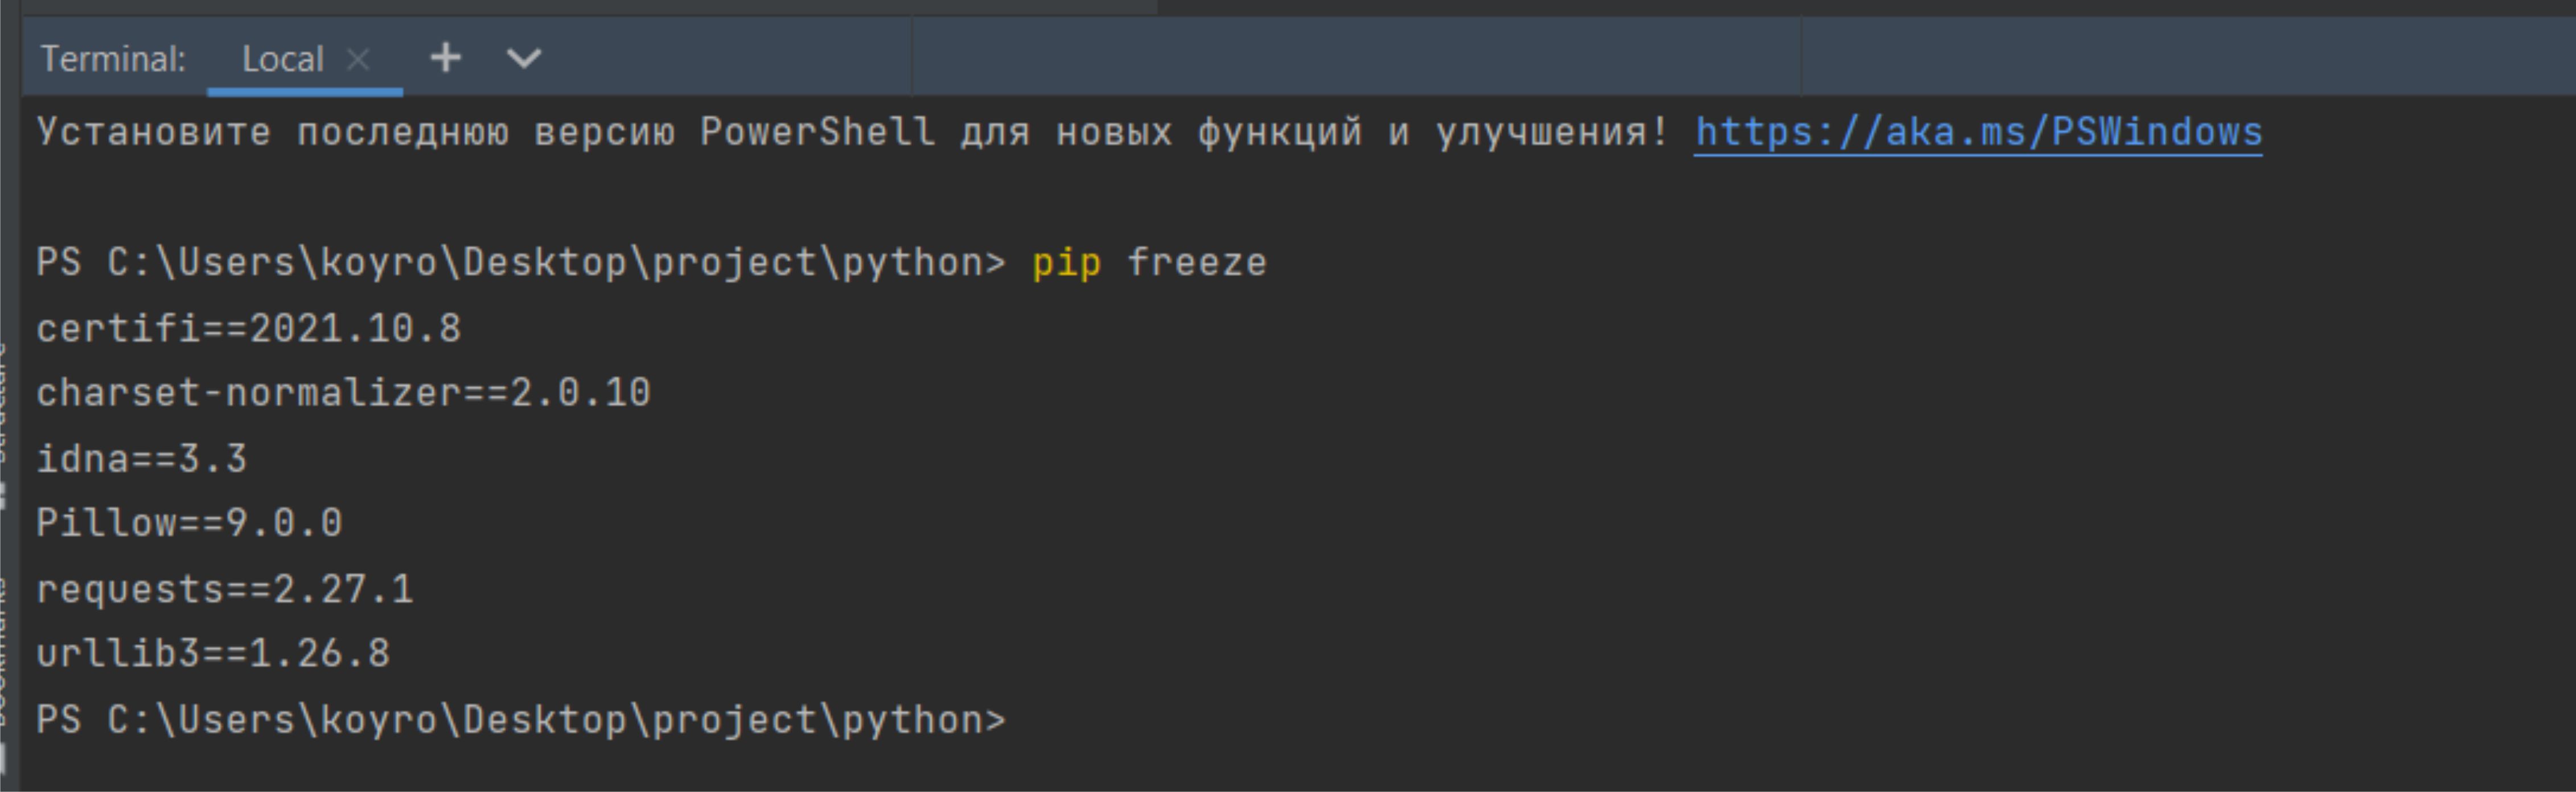 Terminal: Local
Установите последнюю версию PowerShell для новых функций и улучшения! https://aka.ms/PSWindows
PS C:\Users\koyro\Desktop\project\python> pip freeze
certifi==2021.10.8
charset-normalizer==2.0.10
idna==3.3
Pillow==9.0.0
requests==2.27.1
urllib3==1.26.8
PS C:\Users\koyro\Desktop\project\python>